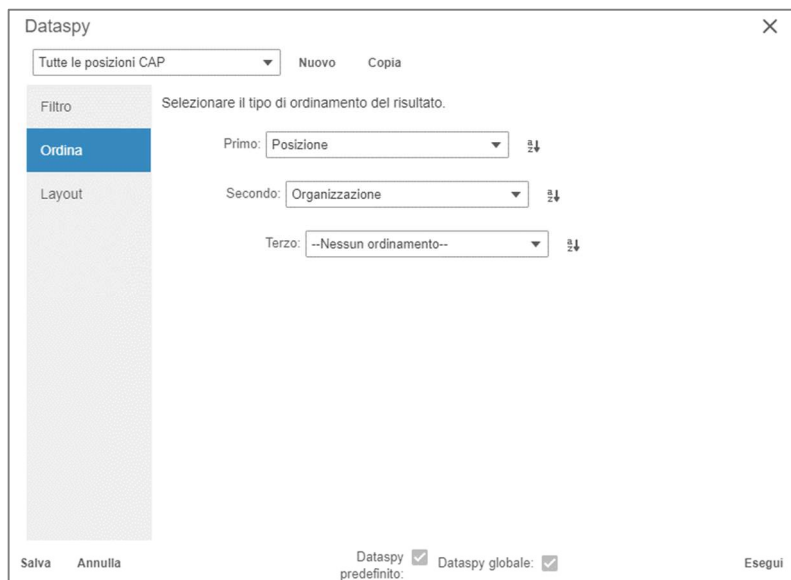 Dataspy
Tutte le posizioni CAP Nuovo Copia
Filtro
Selezionare il tipo di ordinamento del risultato.
Primo: Posizione
Ordina
Secondo: Organizzazione
Layout
Terzo: --Nessun ordinamento--
Salva Annulla Dataspy predefinito: Dataspy globale: Esegui